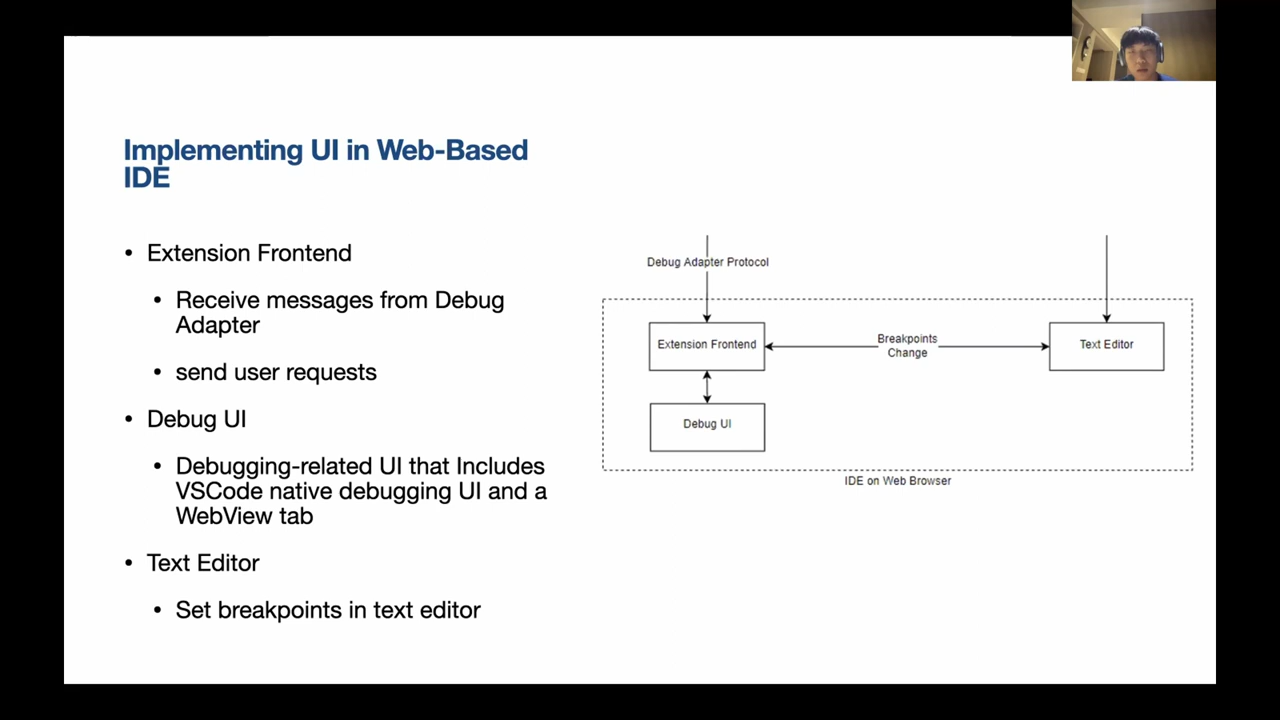 Implementing UI in Web-Based
IDE
• Extension Frontend
• Receive messages from Debug
Adapter
• send user requests
• Debug UI
• Debugging-related UI that Includes
VSCode native debugging UI and a
WebView tab
• Text Editor
• Set breakpoints in text editor
Debug Adapter Protocol
Extension Frontend
Breakpoints
Change
Text Editor
Debug UI
IDE on Web Browser